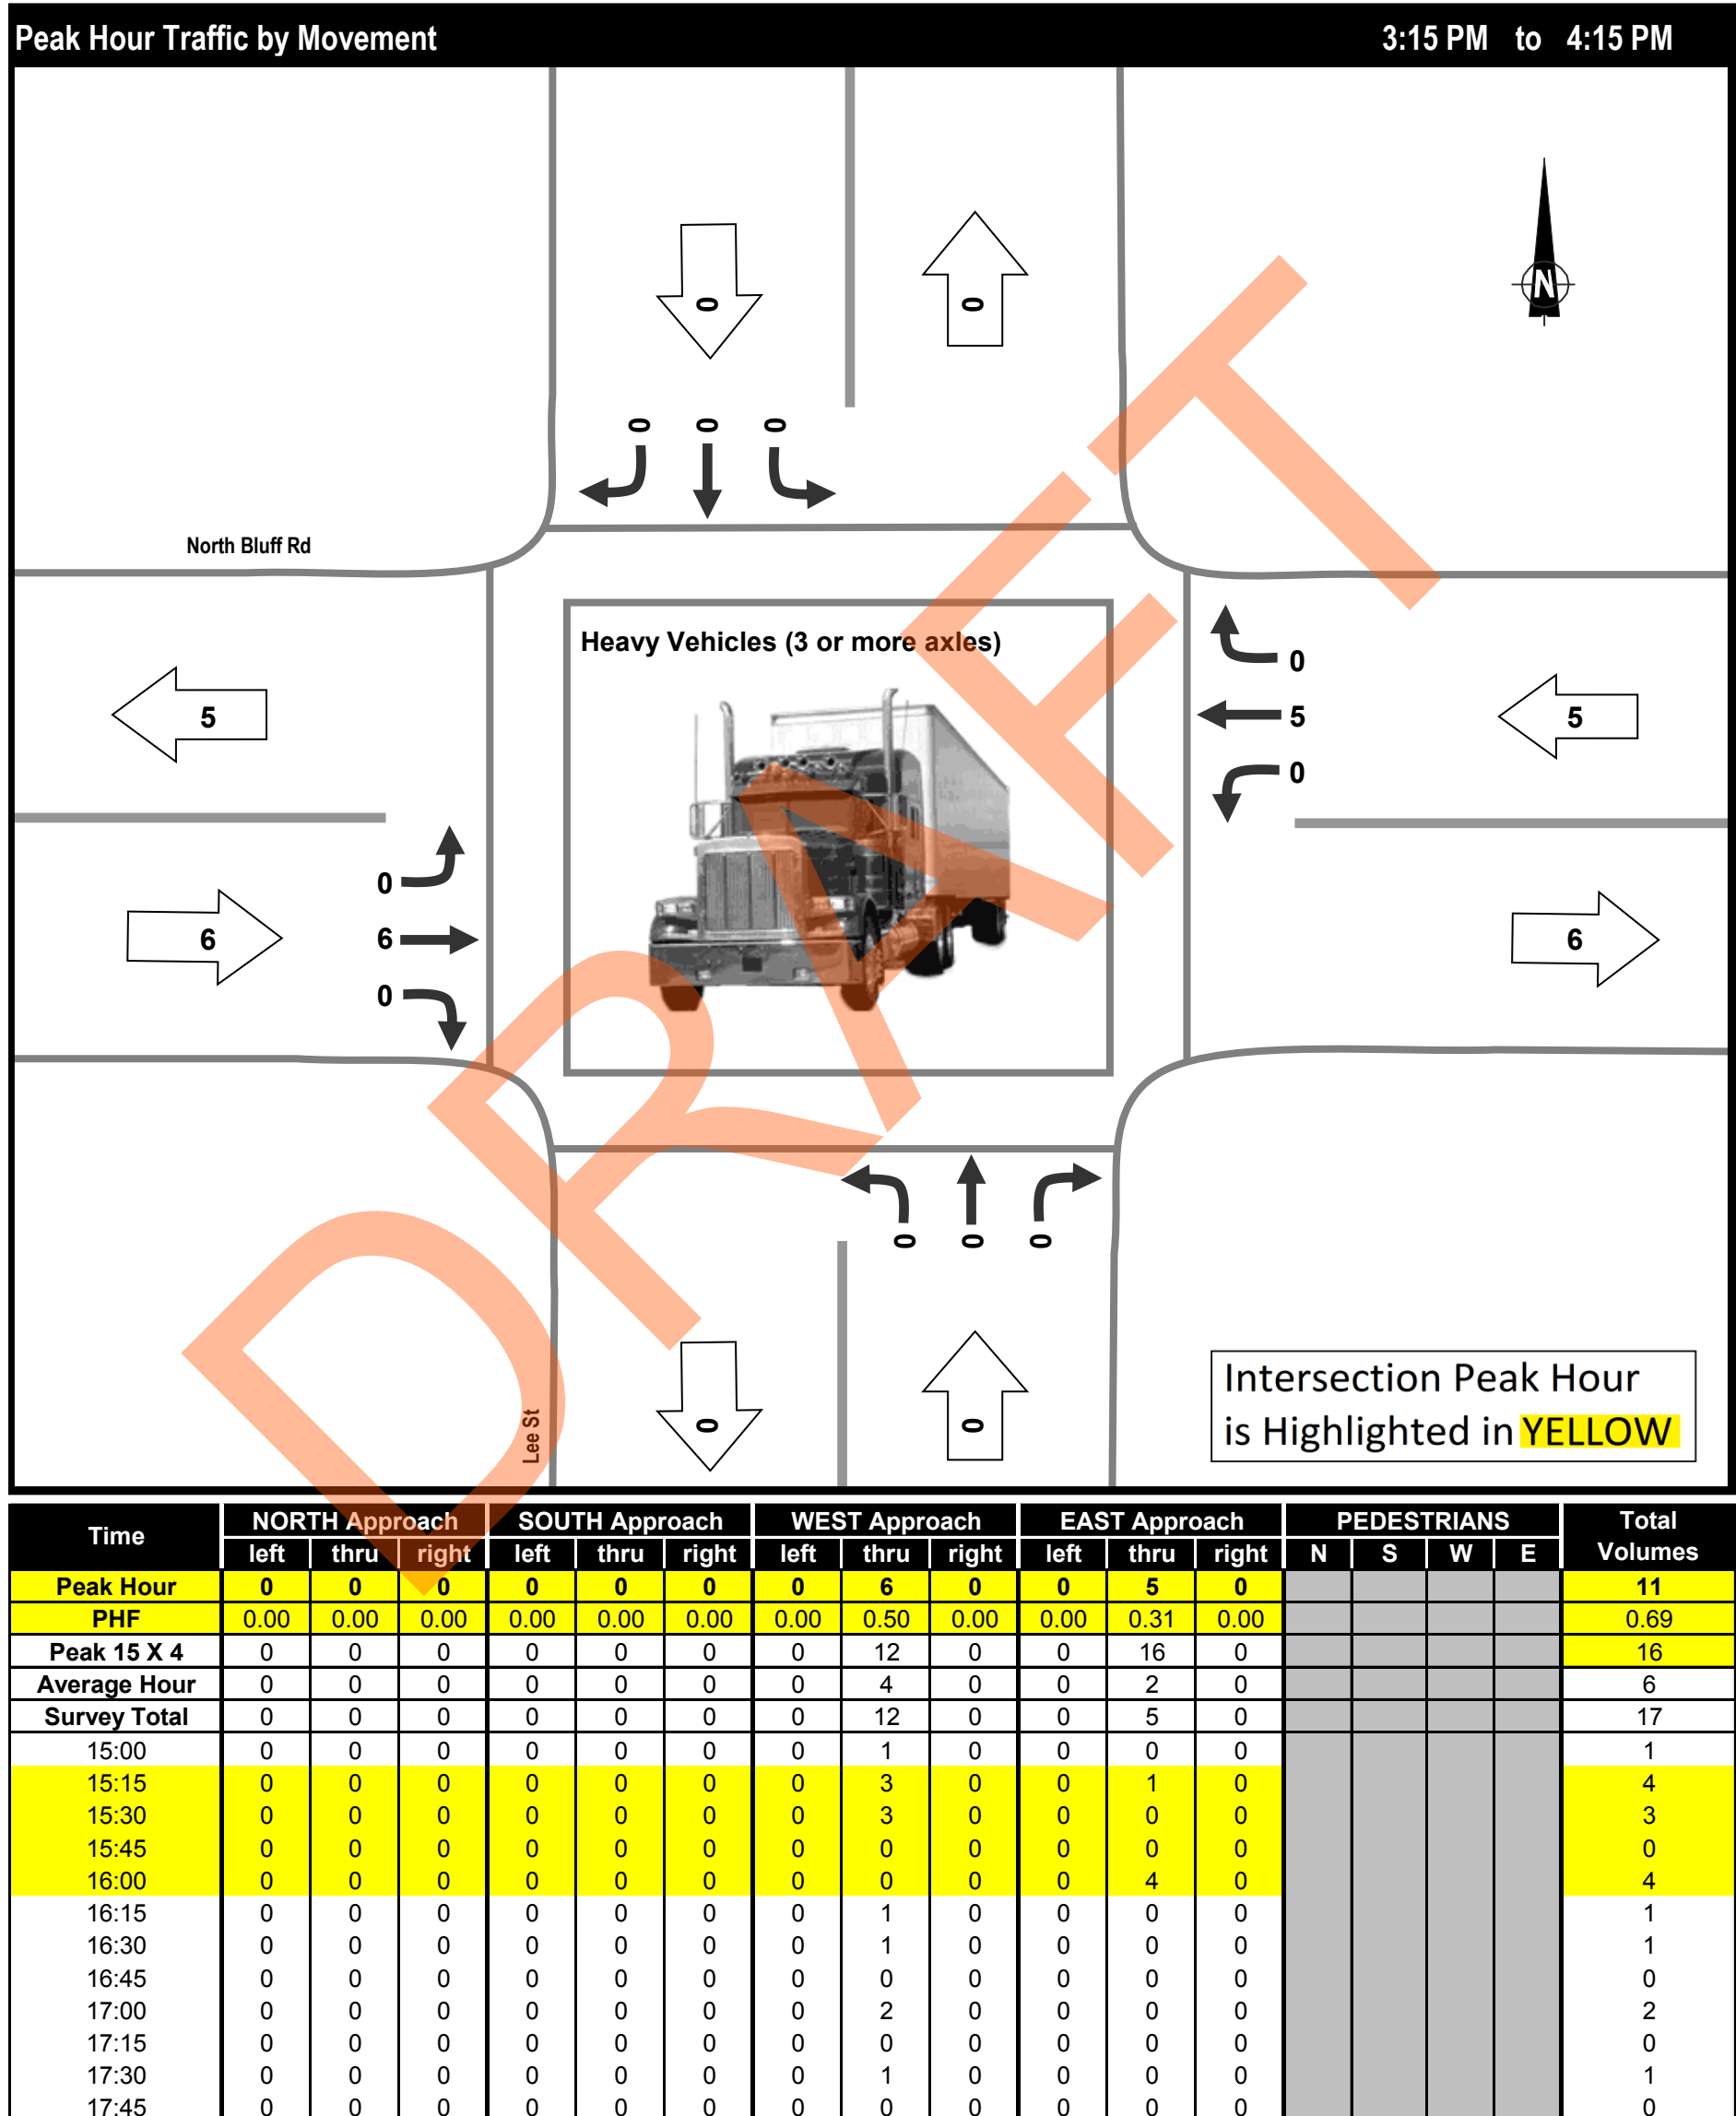 Peak Hour Traffic by Movement 3:15 PM to 4:15 PM
0 0
0 0 0
N
North Bluff Rd
Heavy Vehicles (3 or more axles)
0
5 5 5
0
0
6 6 6
0
0 0 0
DRAFT
Lee St
0 0
Intersection Peak Hour
is Highlighted in YELLOW
Time NORTH Approach SOUTH Approach WEST Approach EAST Approach PEDESTRIANS Total Volumes
left thru right left thru right left thru right left thru right N S W E
Peak Hour 0 0 0 0 0 0 0 6 0 0 5 0 11
PHF 0.00 0.00 0.00 0.00 0.00 0.00 0.00 0.50 0.00 0.00 0.31 0.00 0.69
Peak 15 X 4 0 0 0 0 0 0 0 12 0 0 16 0 16
Average Hour 0 0 0 0 0 0 0 4 0 0 2 0 6
Survey Total 0 0 0 0 0 0 0 12 0 0 5 0 17
15:00 0 0 0 0 0 0 0 1 0 0 0 0 1
15:15 0 0 0 0 0 0 0 3 0 0 1 0 4
15:30 0 0 0 0 0 0 0 3 0 0 0 0 3
15:45 0 0 0 0 0 0 0 0 0 0 0 0 0
16:00 0 0 0 0 0 0 0 0 0 0 4 0 4
16:15 0 0 0 0 0 0 0 1 0 0 0 0 1
16:30 0 0 0 0 0 0 0 1 0 0 0 0 1
16:45 0 0 0 0 0 0 0 0 0 0 0 0 0
17:00 0 0 0 0 0 0 0 2 0 0 0 0 2
17:15 0 0 0 0 0 0 0 0 0 0 0 0 0
17:30 0 0 0 0 0 0 0 1 0 0 0 0 1
17:45 0 0 0 0 0 0 0 0 0 0 0 0 0